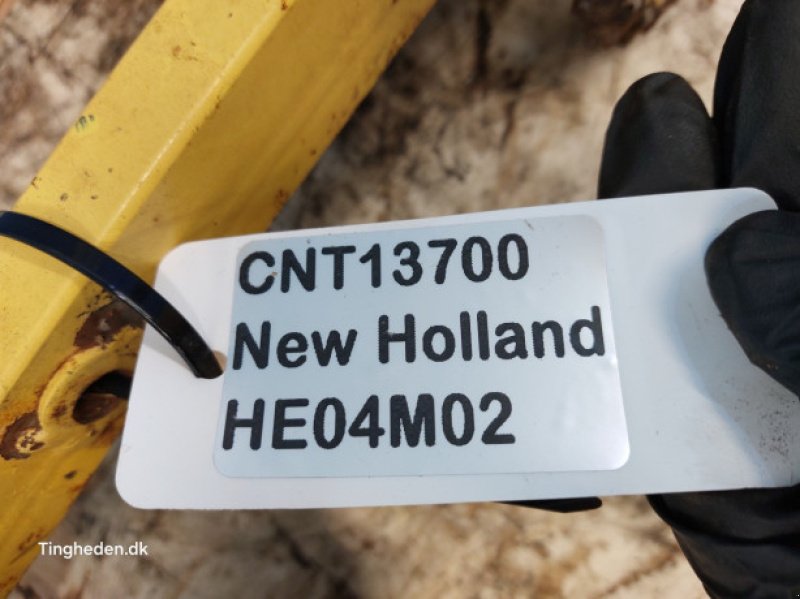 CNT13700
New Holland
HE04M02
Tingheden.dk